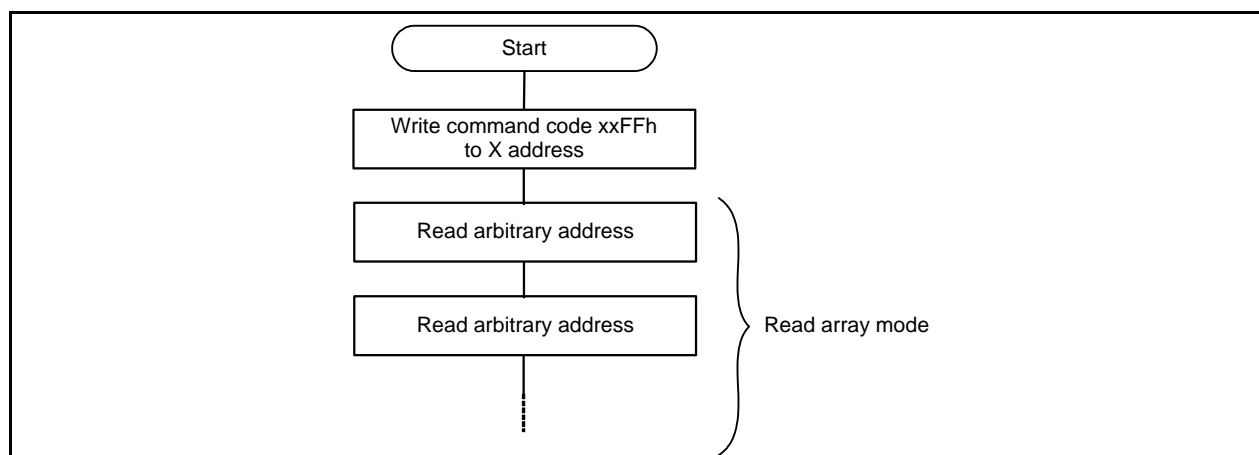 Start
Write command code xxFFh
to X address
Read arbitrary address
Read arbitrary address
Read array mode